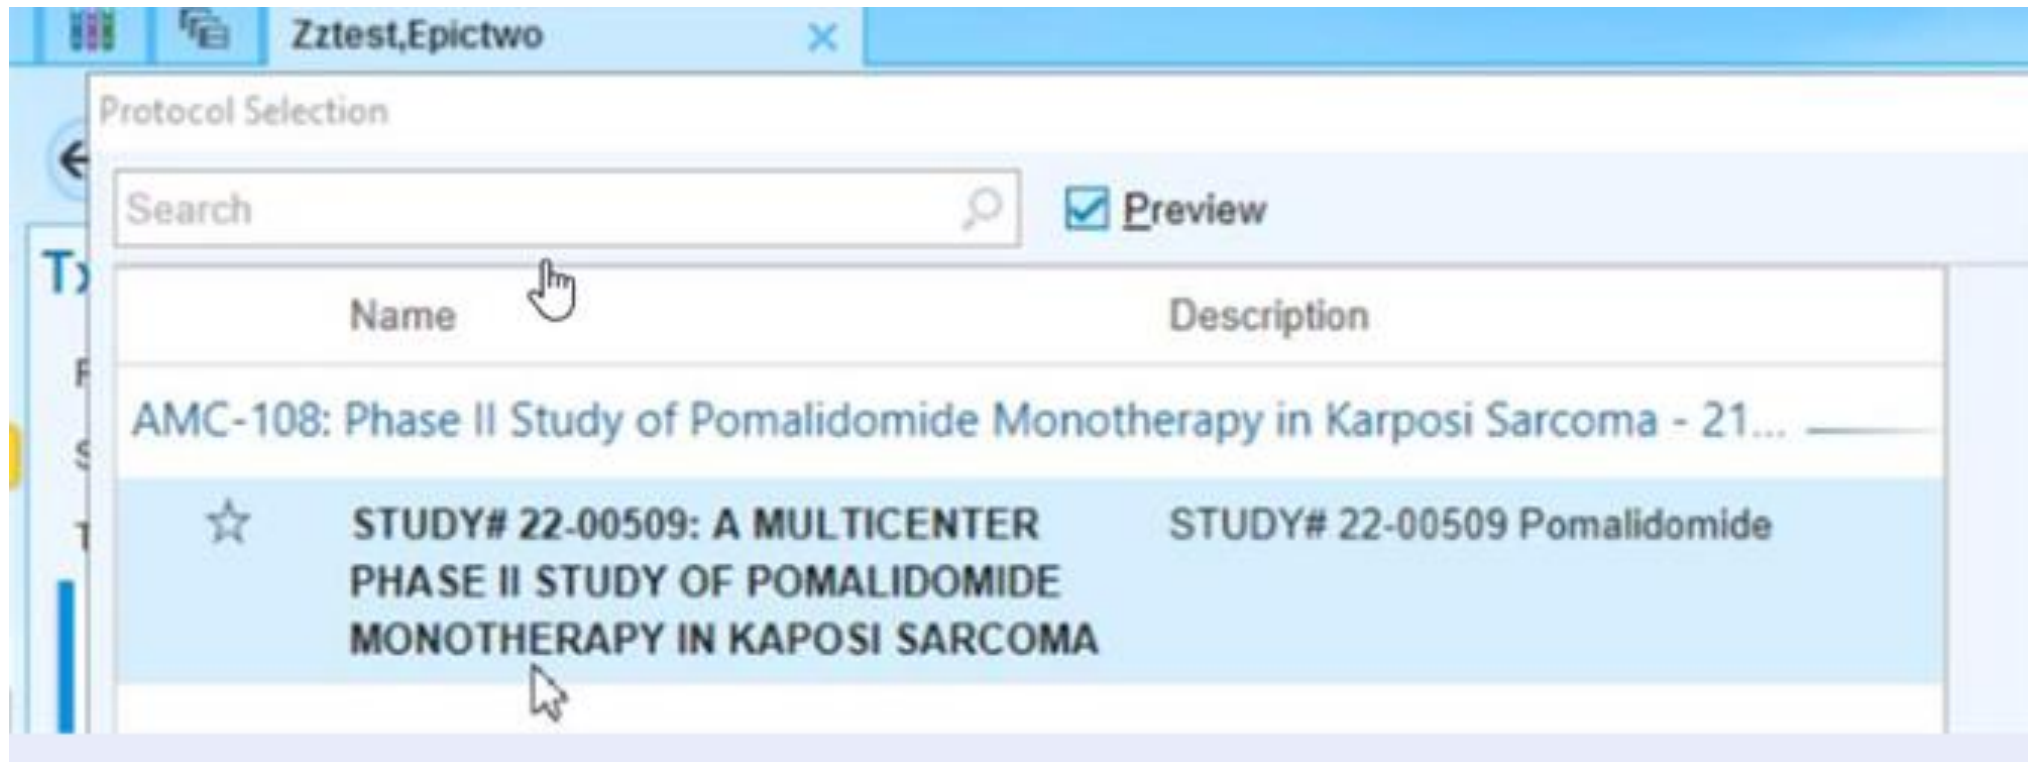 Zztest,Epictwo
Protocol Selection
Search
Preview
Tx
Name Description
AMC-108: Phase II Study of Pomalidomide Monotherapy in Karposi Sarcoma - 21...
STUDY# 22-00509: A MULTICENTER STUDY# 22-00509 Pomalidomide
PHASE II STUDY OF POMALIDOMIDE
MONOTHERAPY IN KAPOSI SARCOMA